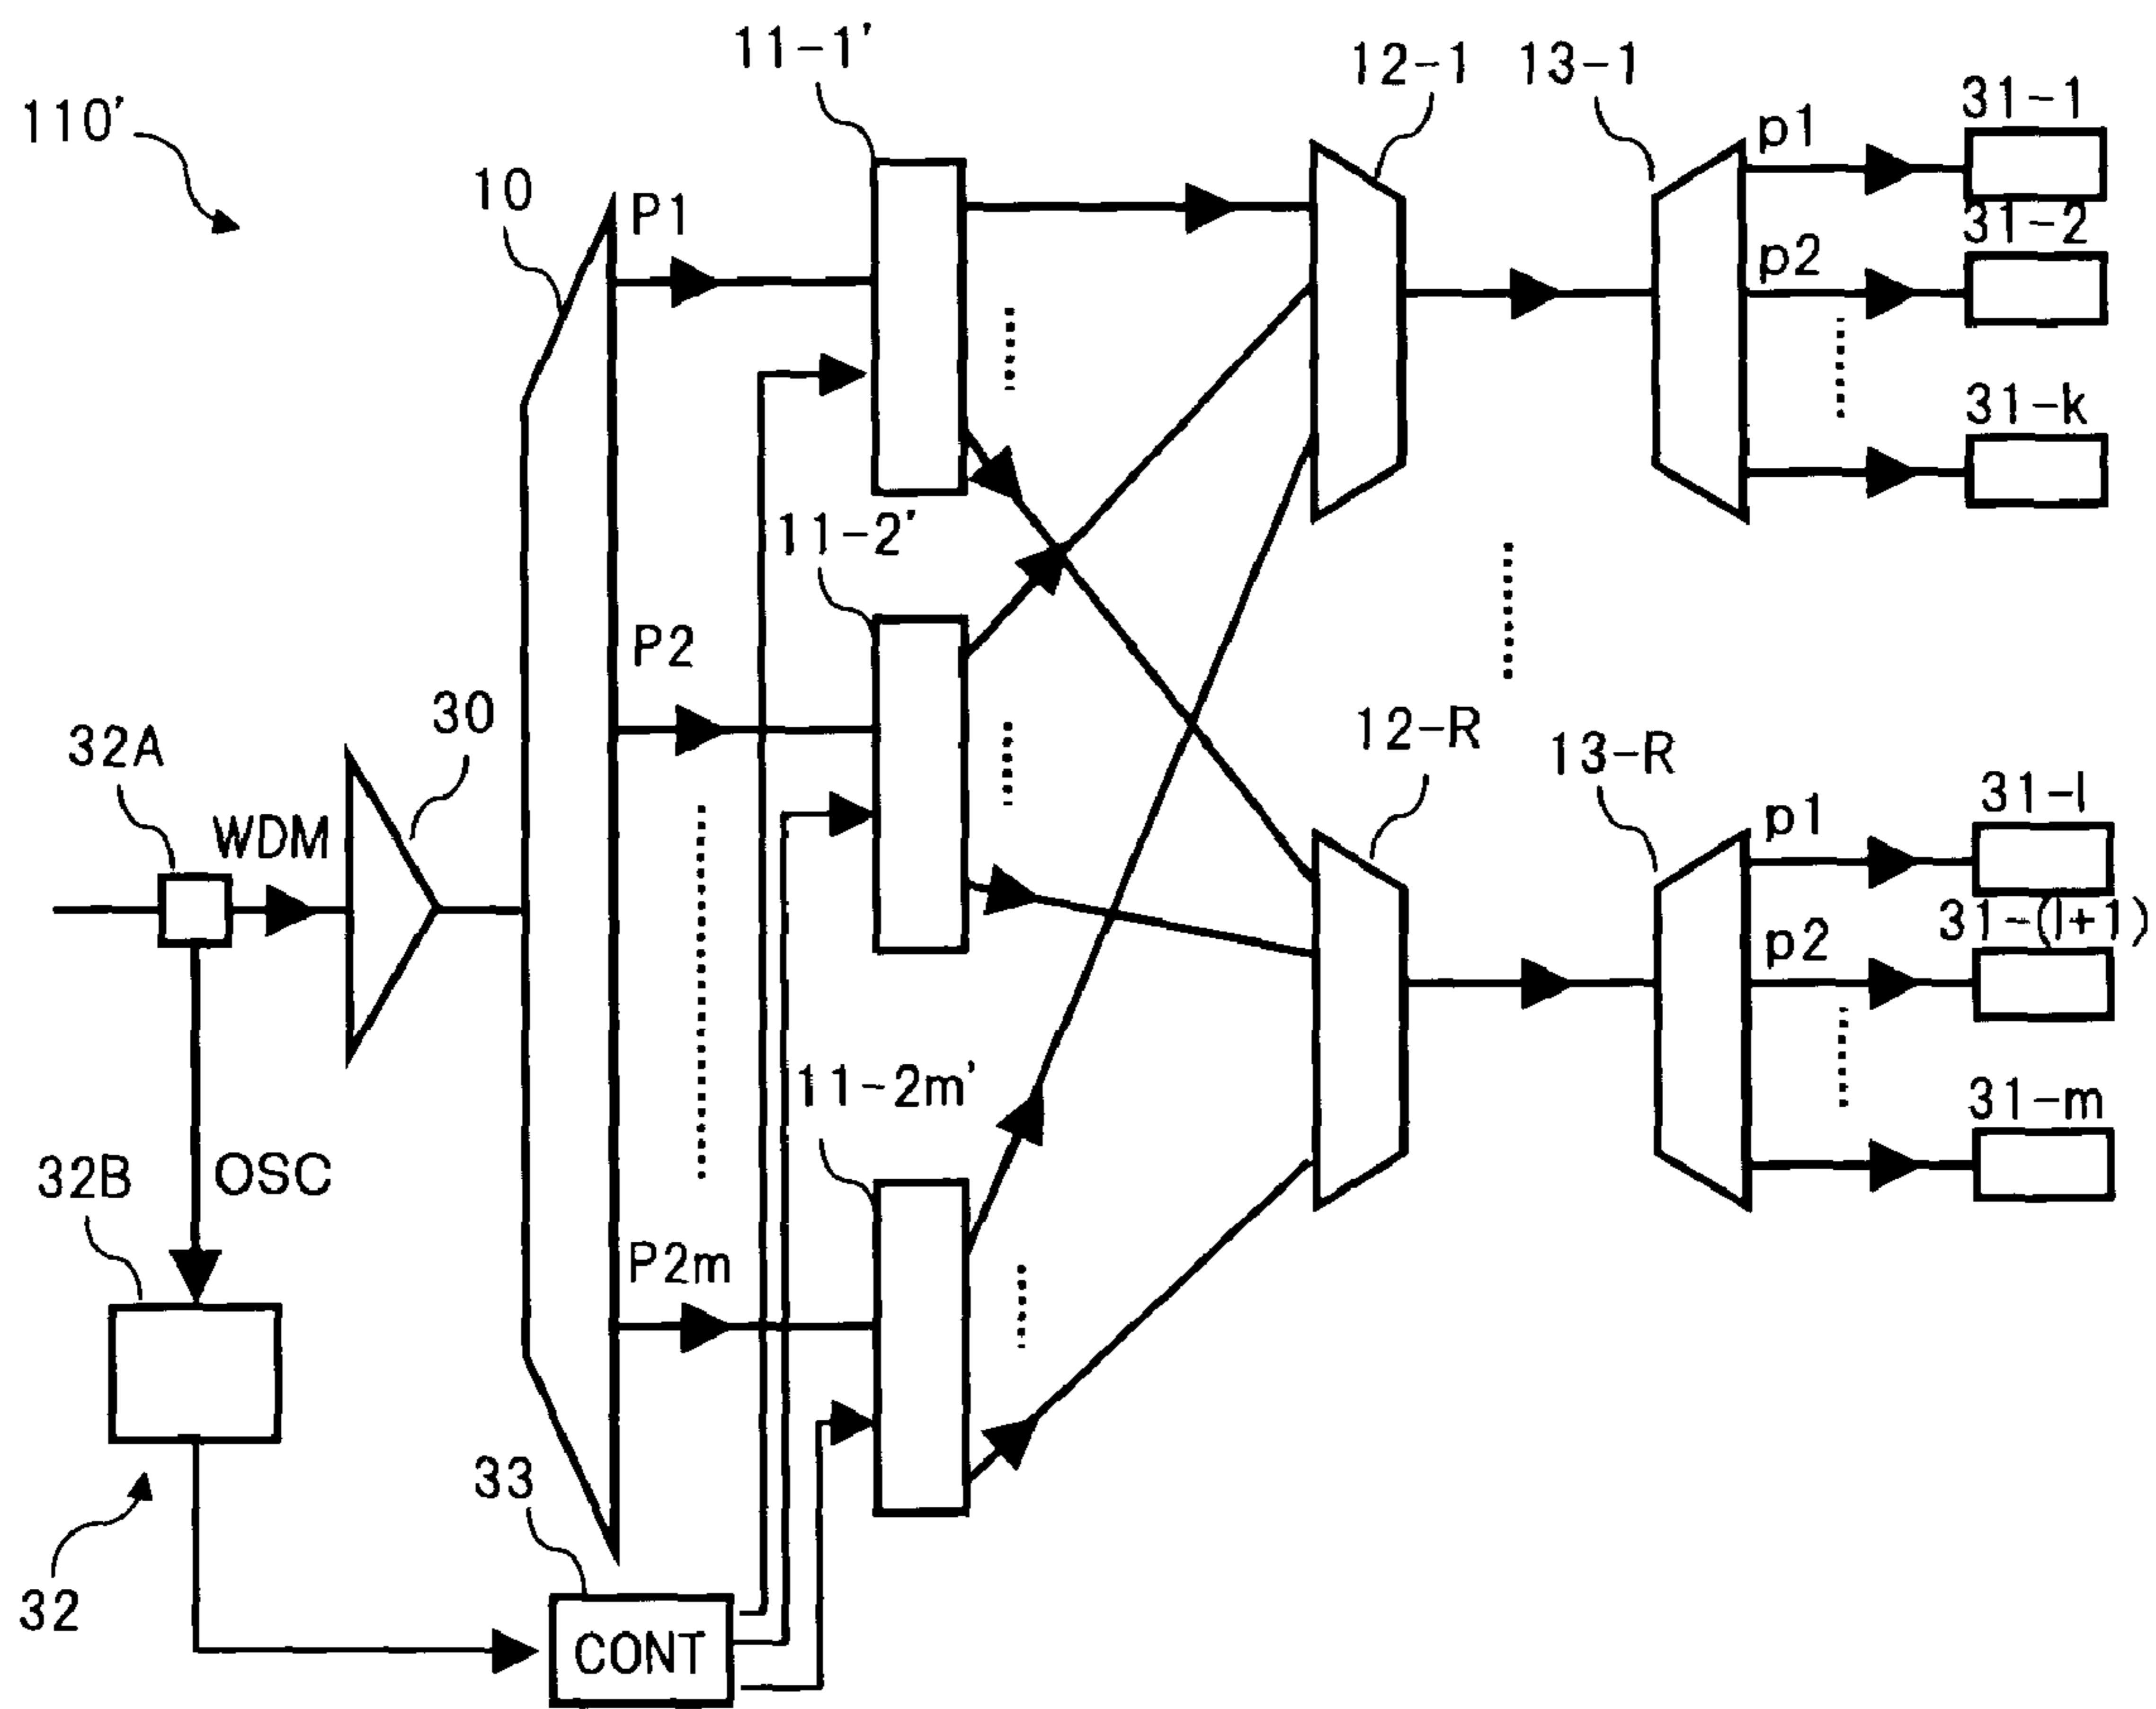 11-1'
12-1
13-1
31-1
110'
p1
10
P1
31-2
p2
31-k
11-2'
P2
30
12-R
13-R
32A
31-l
p1
WDM
31-(l+1)
p2
11-2m'
31-m
32B
OSC
P2m
33
32
CONT